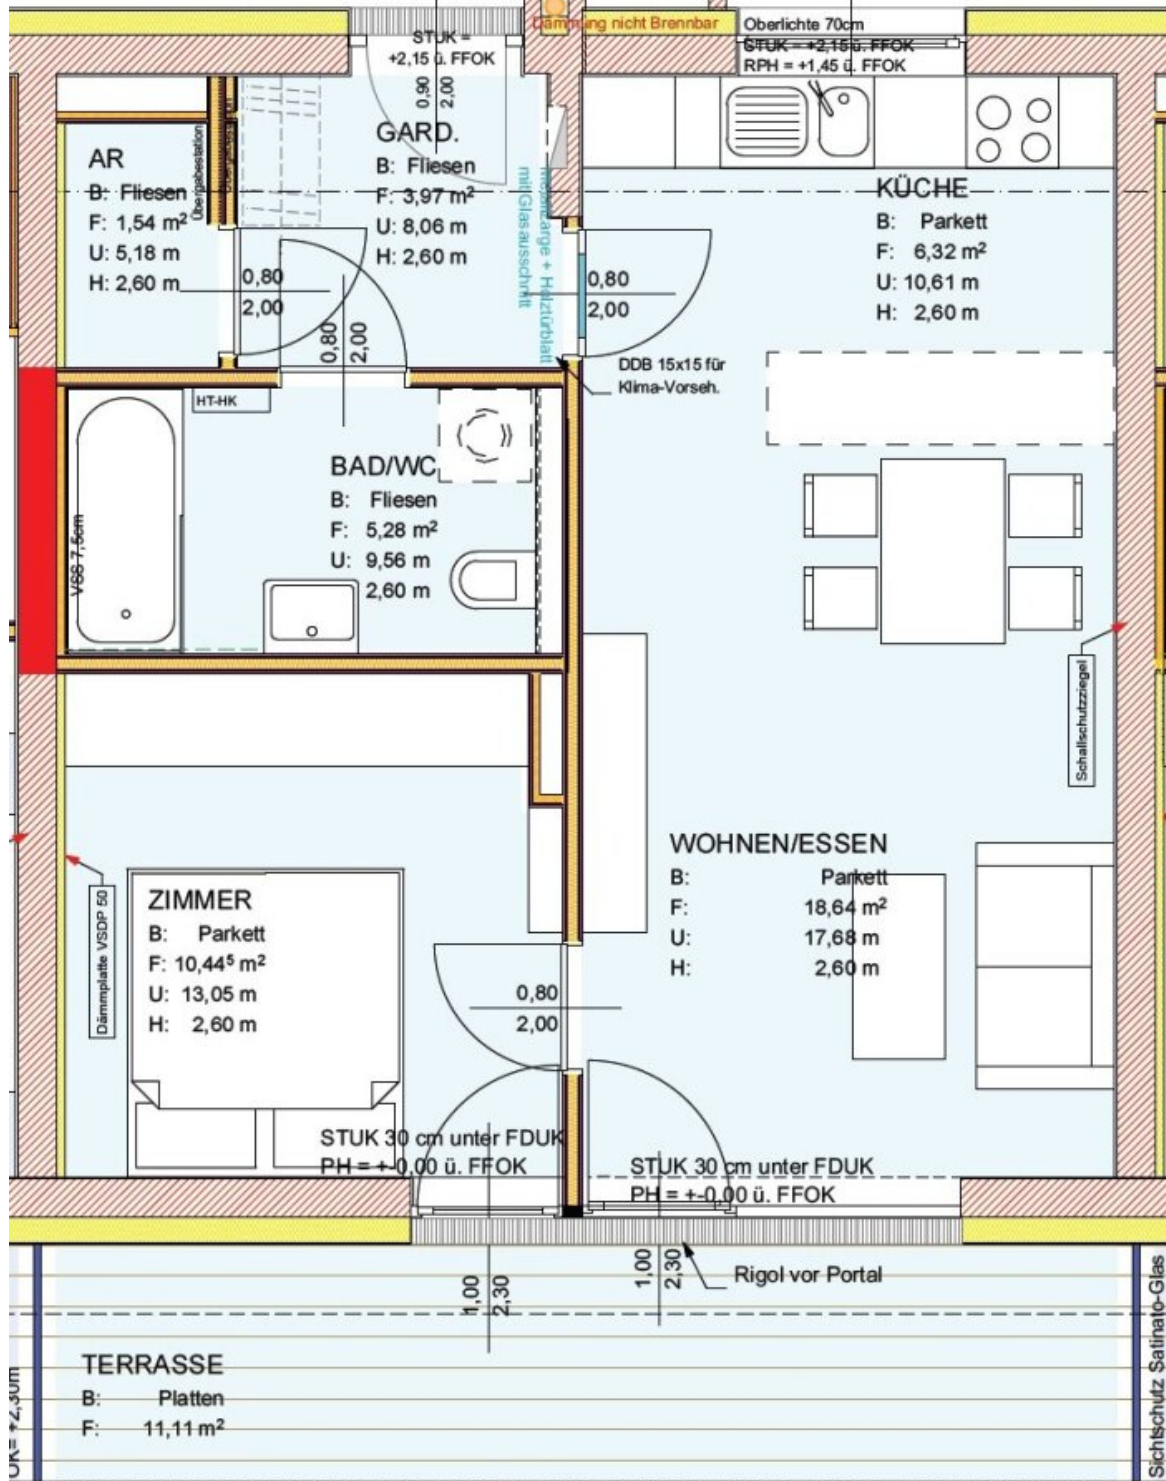 Dämmung nicht Brennbar
Oberlichte 70cm
STUK = +2,15 ü. FFOK
RPH = +1,45 ü. FFOK
STUK =
+2,15 ü. FFOK
0,90
2,00
AR
B: Fliesen
F: 1,54 m²
U: 5,18 m
H: 2,60 m
Übergabestation
GARD.
B: Fliesen
F: 3,97 m²
U: 8,06 m
H: 2,60 m
mit Glasausschnitt
KÜCHE
B: Parkett
F: 6,32 m²
U: 10,61 m
H: 2,60 m
0,80
2,00
0,80
2,00
0,80
2,00
DDB 15x15 für
Klima-Vorseh.
HT-HK
BAD/WC
B: Fliesen
F: 5,28 m²
U: 9,56 m
2,60 m
VSS 7,5cm
Schallschutzziegel
WOHNEN/ESSEN
B: Parkett
F: 18,64 m²
U: 17,68 m
H: 2,60 m
ZIMMER
B: Parkett
F: 10,44⁵ m²
U: 13,05 m
H: 2,60 m
Dämmplatte VSDP 50
0,80
2,00
STUK 30 cm unter FDUK
PH = +-0,00 ü. FFOK
STUK 30 cm unter FDUK
PH = +-0,00 ü. FFOK
1,00
2,30
1,00
2,30
Rigol vor Portal
TERRASSE
B: Platten
F: 11,11 m²
Sichtschutz Satinato-Glas